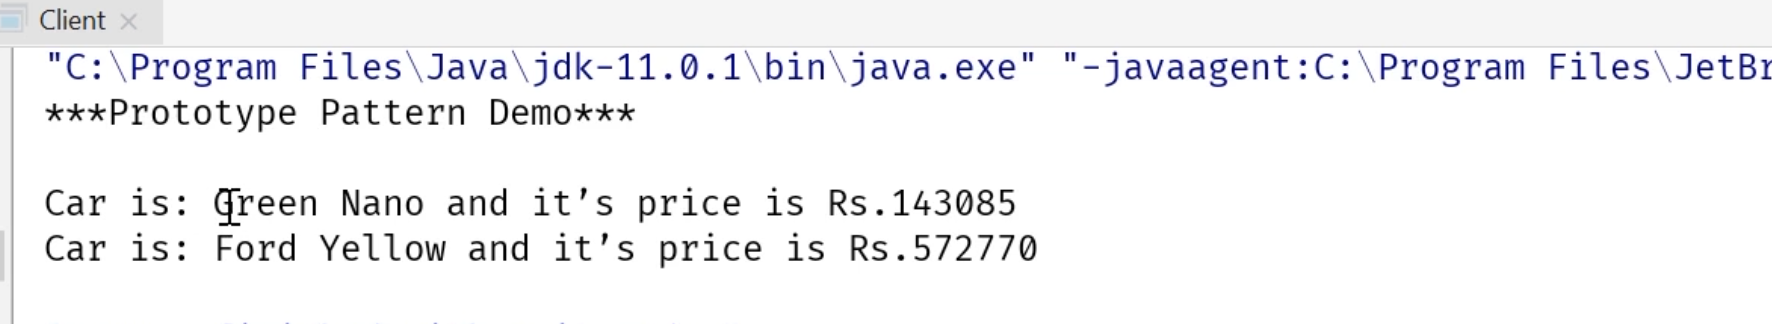 Client
"C:\Program Files\Java\jdk-11.0.1\bin\java.exe" "-javaagent:C:\Program Files\JetBr
***Prototype Pattern Demo***
Car is: Green Nano and it’s price is Rs.143085
Car is: Ford Yellow and it’s price is Rs.572770